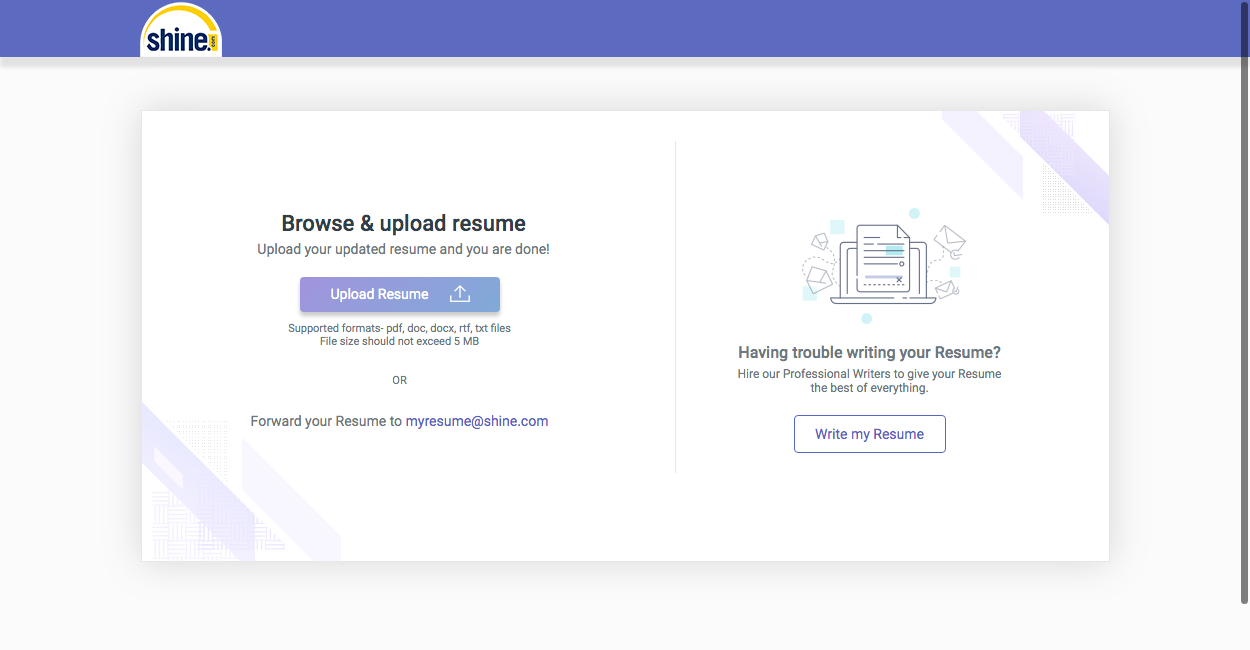 shine.com
Browse & upload resume
Upload your updated resume and you are done!
Upload Resume
Supported formats- pdf, doc, docx, rtf, txt files
File size should not exceed 5 MB
OR
Forward your Resume to myresume@shine.com
Having trouble writing your Resume?
Hire our Professional Writers to give your Resume
the best of everything.
Write my Resume